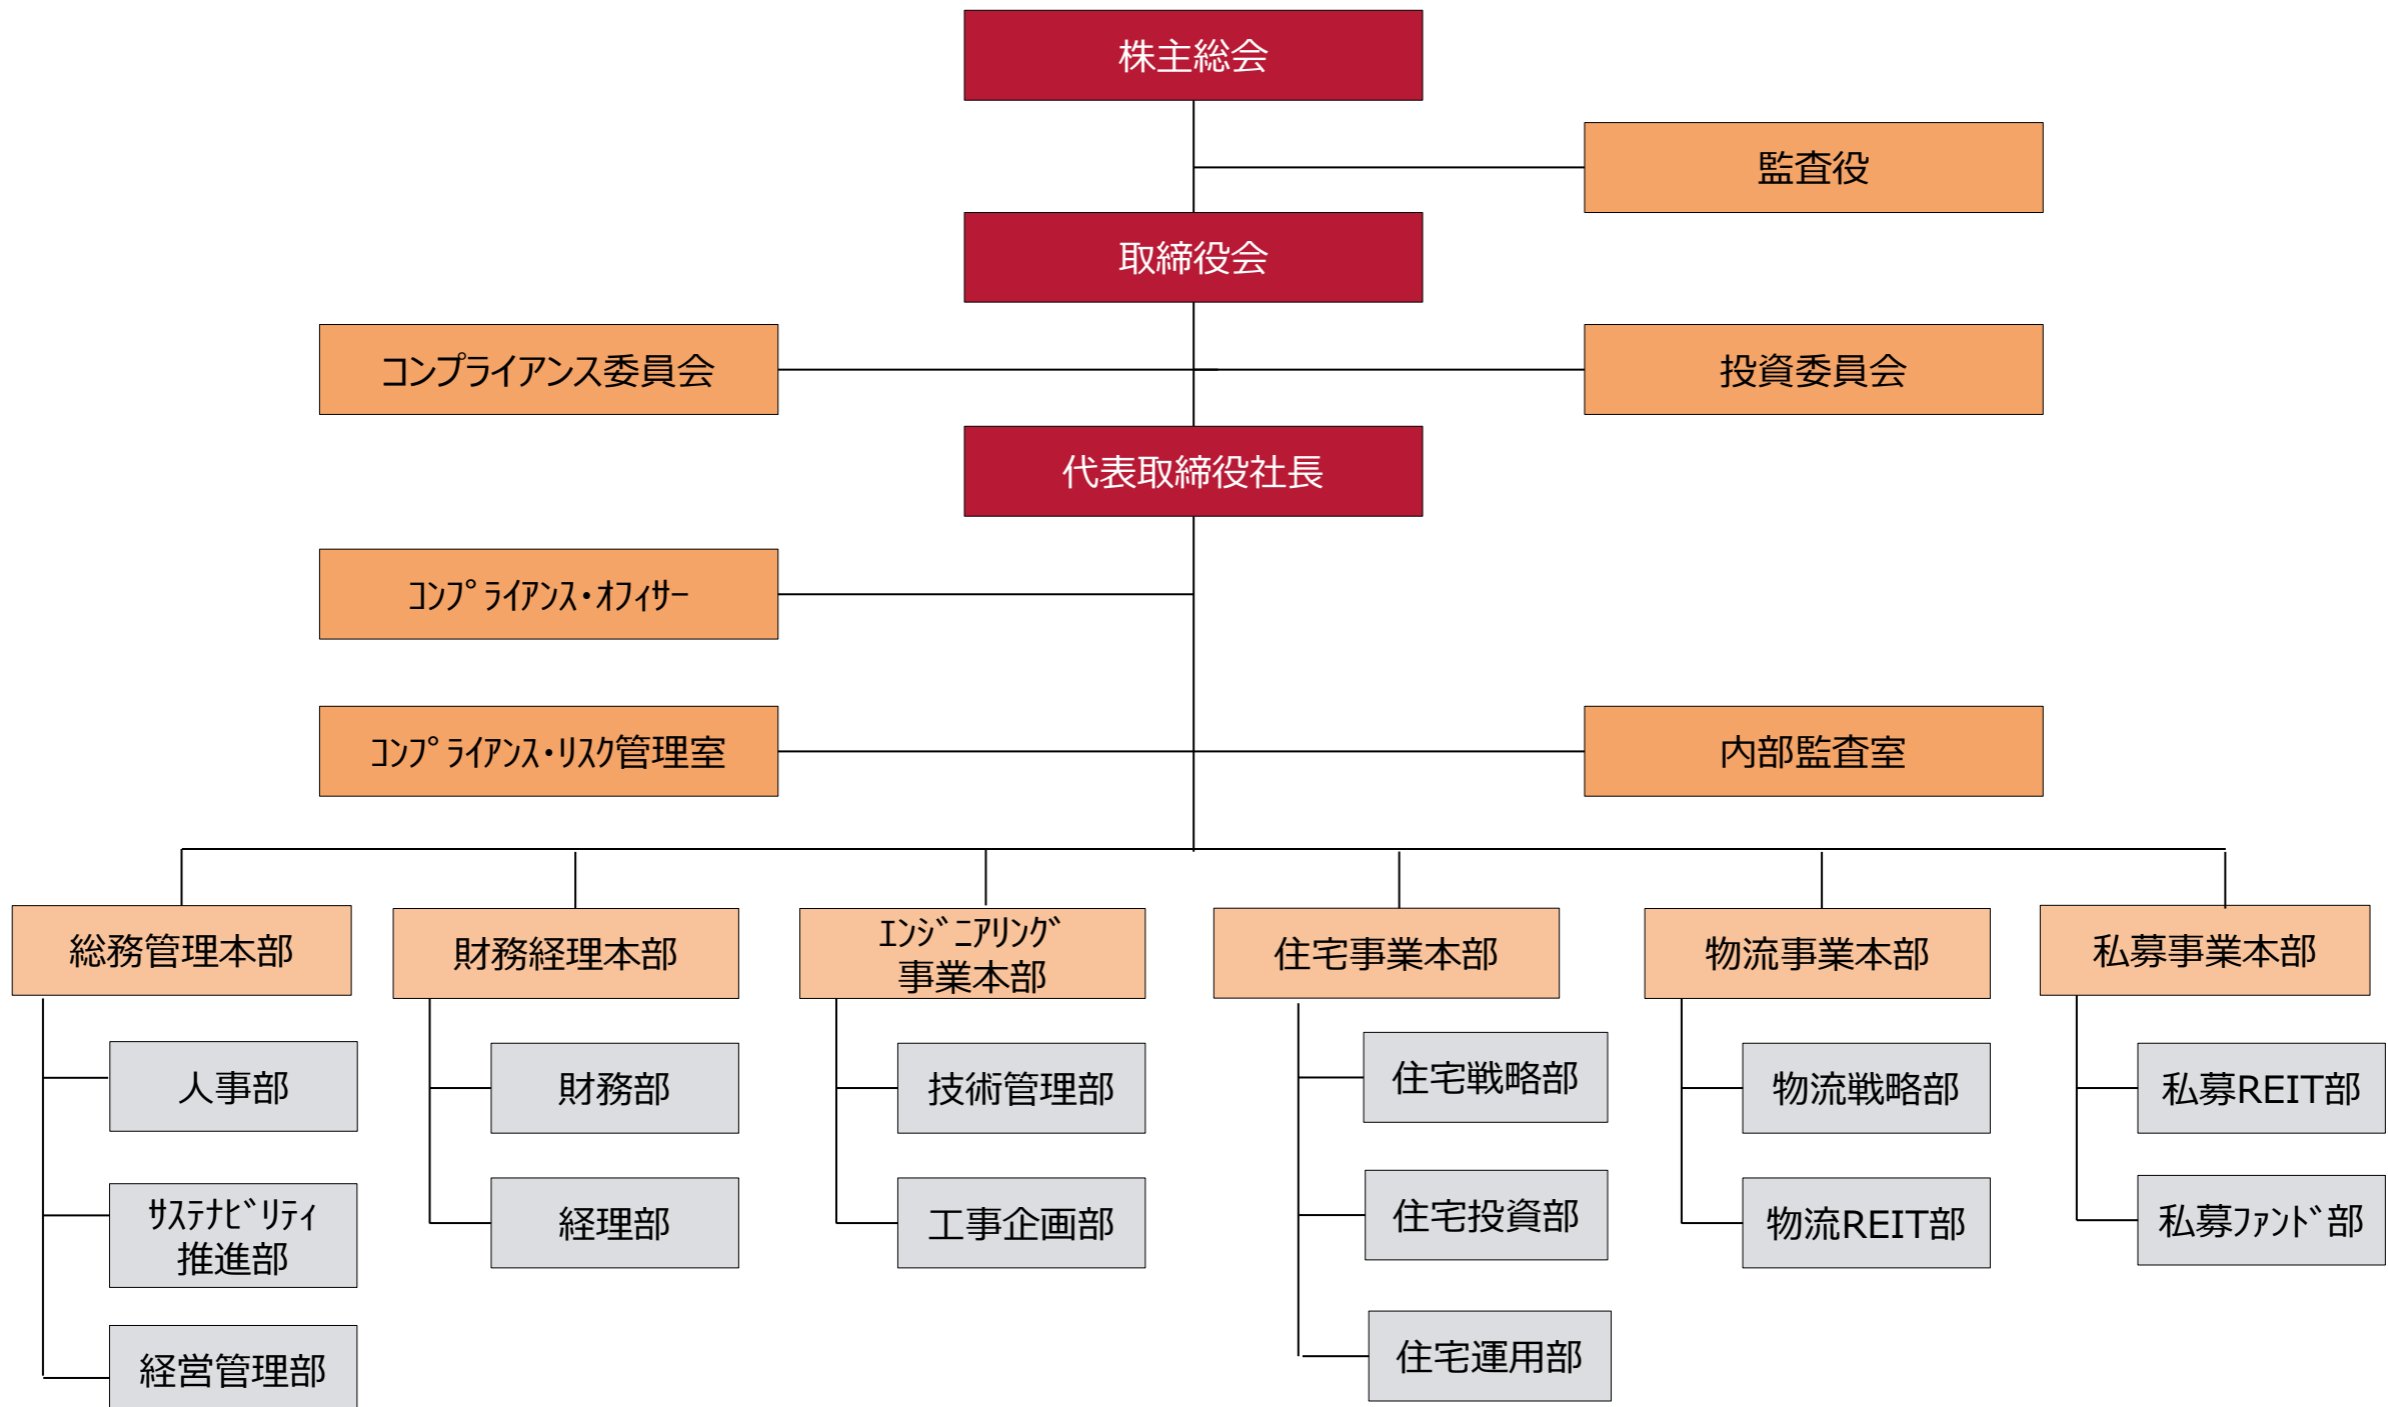 株主総会
監査役
取締役会
コンプライアンス委員会
投資委員会
代表取締役社長
ｺﾝﾌﾟﾗｲｱﾝｽ・ｵﾌｨｻｰ
ｺﾝﾌﾟﾗｲｱﾝｽ・ﾘｽｸ管理室
内部監査室
総務管理本部
財務経理本部
ｴﾝｼﾞﾆｱﾘﾝｸﾞ
事業本部
住宅事業本部
物流事業本部
私募事業本部
人事部
ｻｽﾃﾅﾋﾞﾘﾃｨ
推進部
経営管理部
財務部
経理部
技術管理部
工事企画部
住宅戦略部
住宅投資部
住宅運用部
物流戦略部
物流REIT部
私募REIT部
私募ﾌｧﾝﾄﾞ部